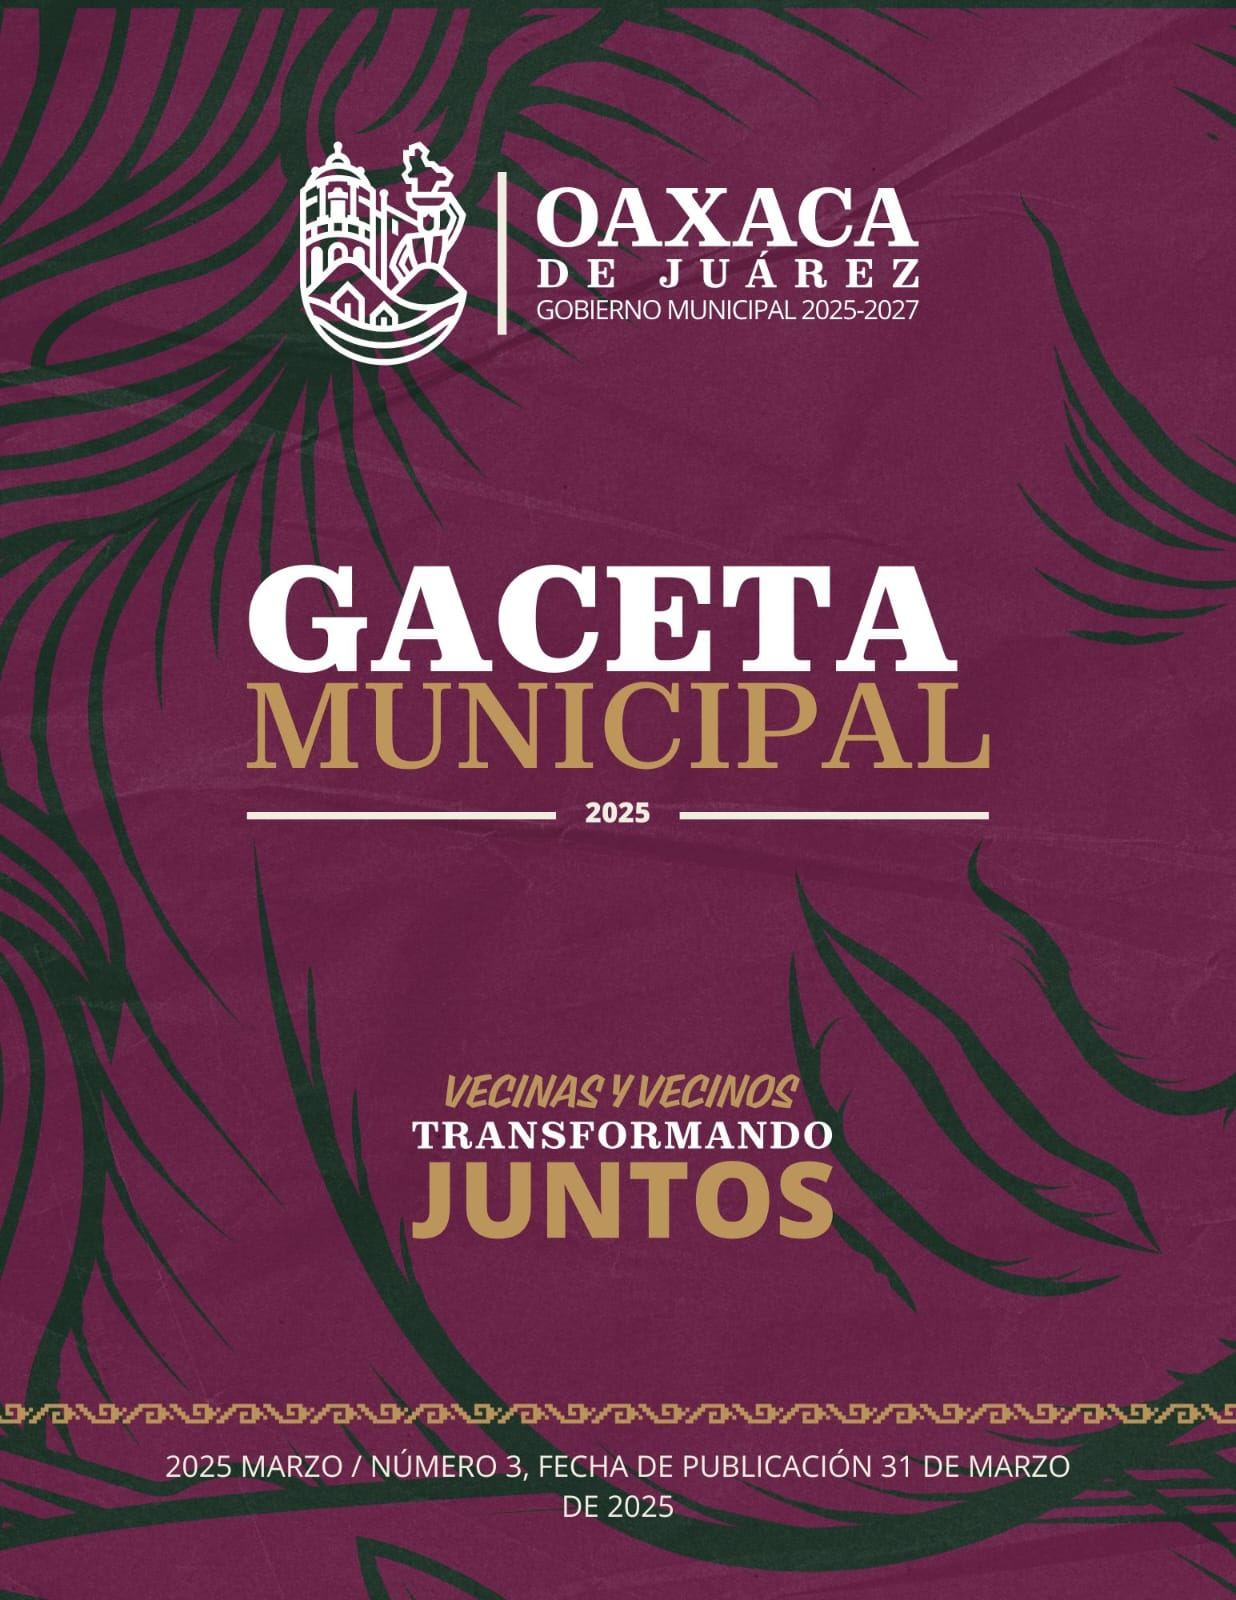 OAXACA
DE JUÁREZ
GOBIERNO MUNICIPAL 2025-2027
GACETA
MUNICIPAL
2025
VECINAS Y VECINOS
TRANSFORMANDO
JUNTOS
2025 MARZO / NÚMERO 3, FECHA DE PUBLICACIÓN 31 DE MARZO
DE 2025